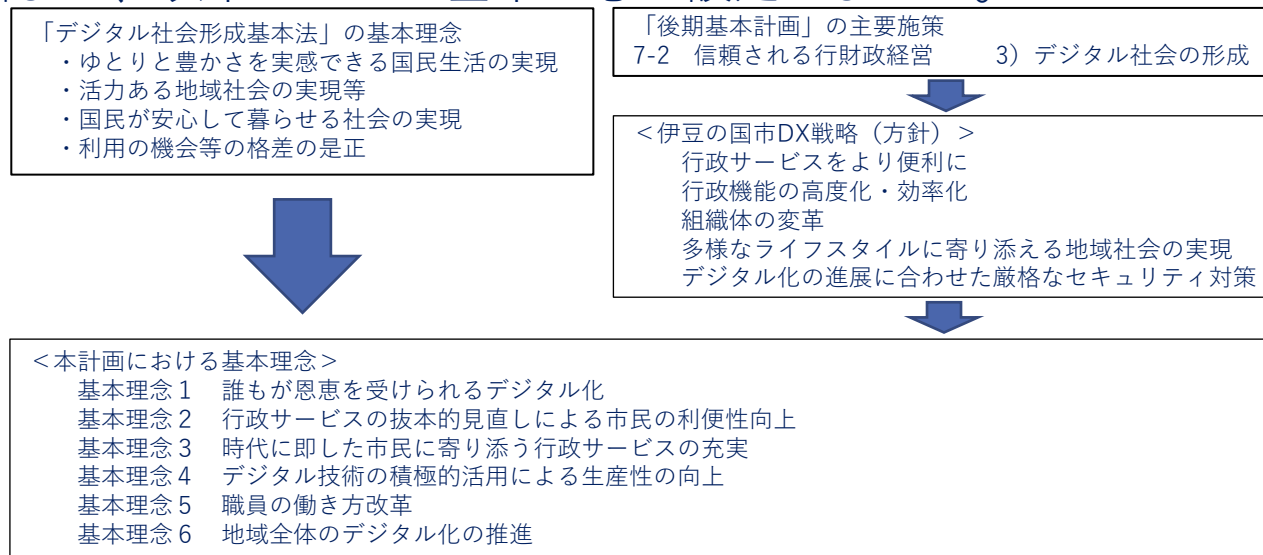 「デジタル社会形成基本法」の基本理念
・ゆとりと豊かさを実感できる国民生活の実現
・活力ある地域社会の実現等
・国民が安心して暮らせる社会の実現
・利用の機会等の格差の是正
「後期基本計画」の主要施策
7-2 信頼される行財政経営 3）デジタル社会の形成
＜伊豆の国市DX戦略（方針）＞
行政サービスをより便利に
行政機能の高度化・効率化
組織体の変革
多様なライフスタイルに寄り添える地域社会の実現
デジタル化の進展に合わせた厳格なセキュリティ対策
＜本計画における基本理念＞
基本理念１ 誰もが恩恵を受けられるデジタル化
基本理念２ 行政サービスの抜本的見直しによる市民の利便性向上
基本理念３ 時代に即した市民に寄り添う行政サービスの充実
基本理念４ デジタル技術の積極的活用による生産性の向上
基本理念５ 職員の働き方改革
基本理念６ 地域全体のデジタル化の推進